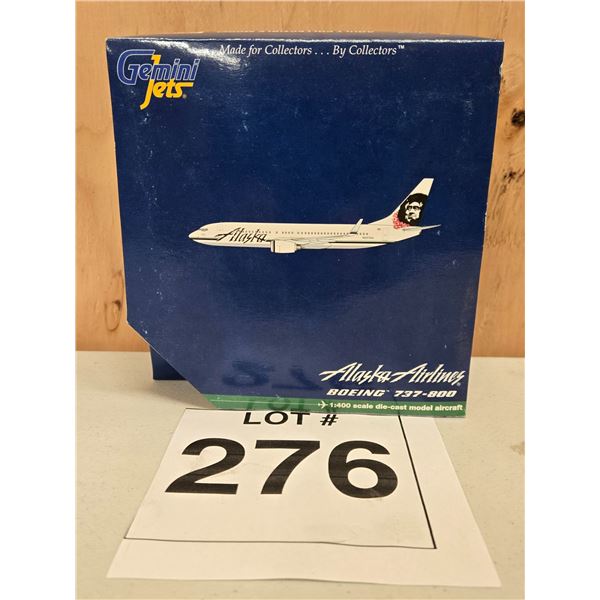 Made for Collectors . . . By Collectors™
Gemini
Jets®
Alaska
Alaska Airlines®
BOEING™ 737-800
1:400 scale die-cast model aircraft
LOT #
276